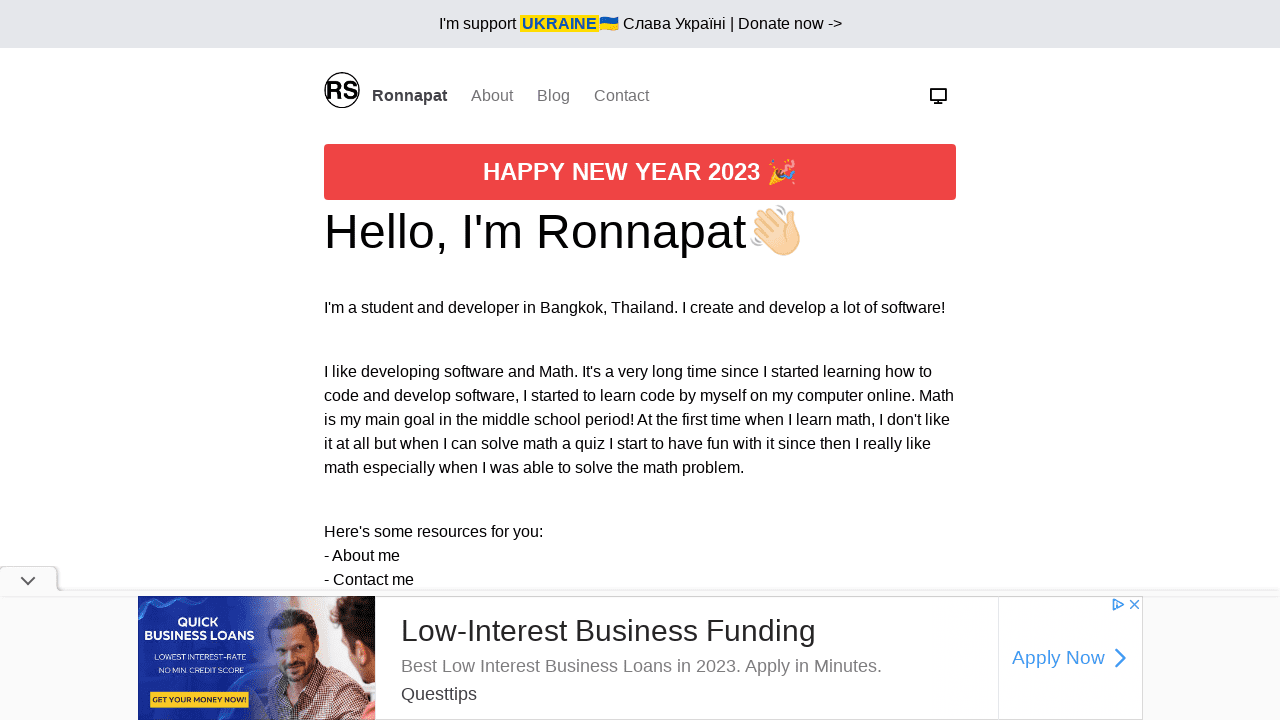 I'm support UKRAINE🇺🇦 Слава Україні | Donate now ->
RS
Ronnapat About Blog Contact
HAPPY NEW YEAR 2023 🎉
Hello, I'm Ronnapat👋🏻
I'm a student and developer in Bangkok, Thailand. I create and develop a lot of software!
I like developing software and Math. It's a very long time since I started learning how to
code and develop software, I started to learn code by myself on my computer online. Math
is my main goal in the middle school period! At the first time when I learn math, I don't like
it at all but when I can solve math a quiz I start to have fun with it since then I really like
math especially when I was able to solve the math problem.
Here's some resources for you:
- About me
- Contact me
QUICK
BUSINESS LOANS
LOWEST INTEREST-RATE
NO MIN. CREDIT SCORE
GET YOUR MONEY NOW!
Low-Interest Business Funding
Best Low Interest Business Loans in 2023. Apply in Minutes.
Questtips
Apply Now